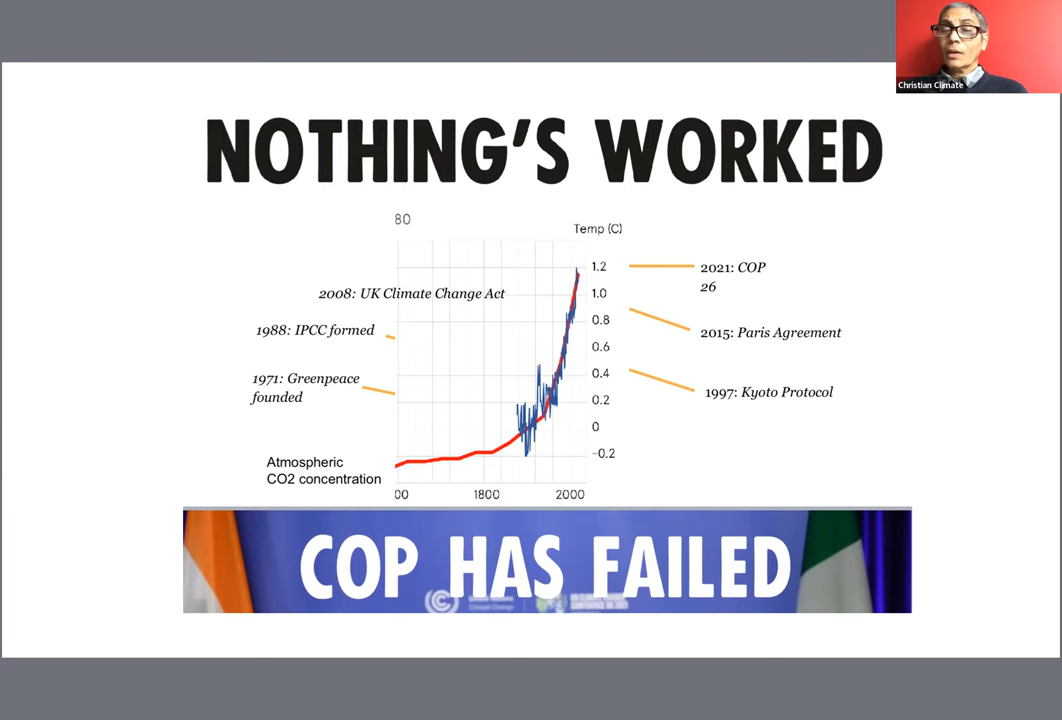 Christian Climate
NOTHING'S WORKED
80
Temp (C)
1.2
2021: COP
26
2008: UK Climate Change Act
1.0
0.8
1988: IPCC formed
2015: Paris Agreement
0.6
1971: Greenpeace
founded
0.4
1997: Kyoto Protocol
0.2
0
-0.2
Atmospheric
CO2 concentration
00
1800
2000
COP HAS FAILED
Climate Change